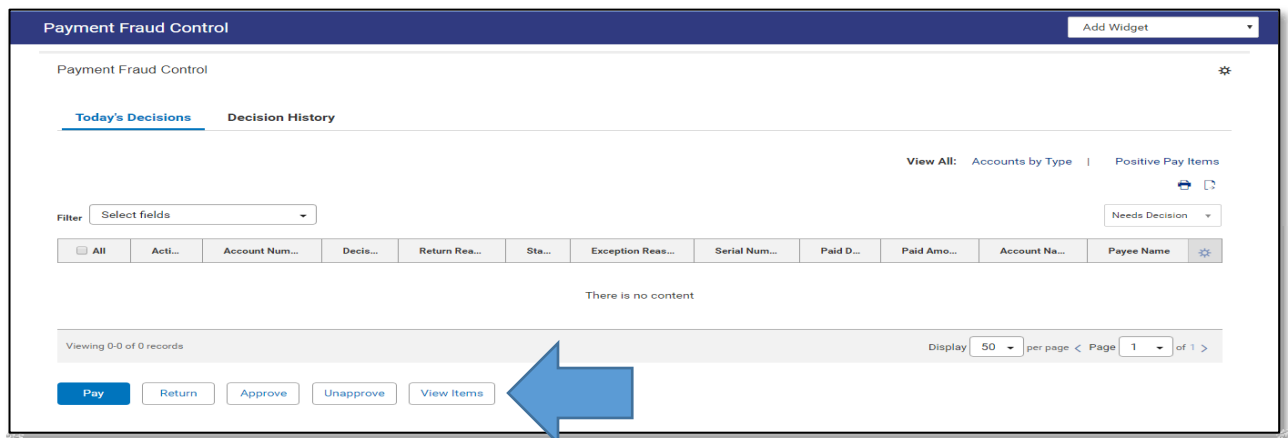 Payment Fraud Control Add Widget
Payment Fraud Control
Today's Decisions Decision History
View All: Accounts by Type | Positive Pay Items
Filter Select fields Needs Decision
All Acti... Account Num... Decis... Return Rea... Sta... Exception Reas... Serial Num... Paid D... Paid Amo... Account Na... Payee Name
There is no content
Viewing 0-0 of 0 records Display 50 per page < Page 1 of 1 >
Pay Return Approve Unapprove View Items